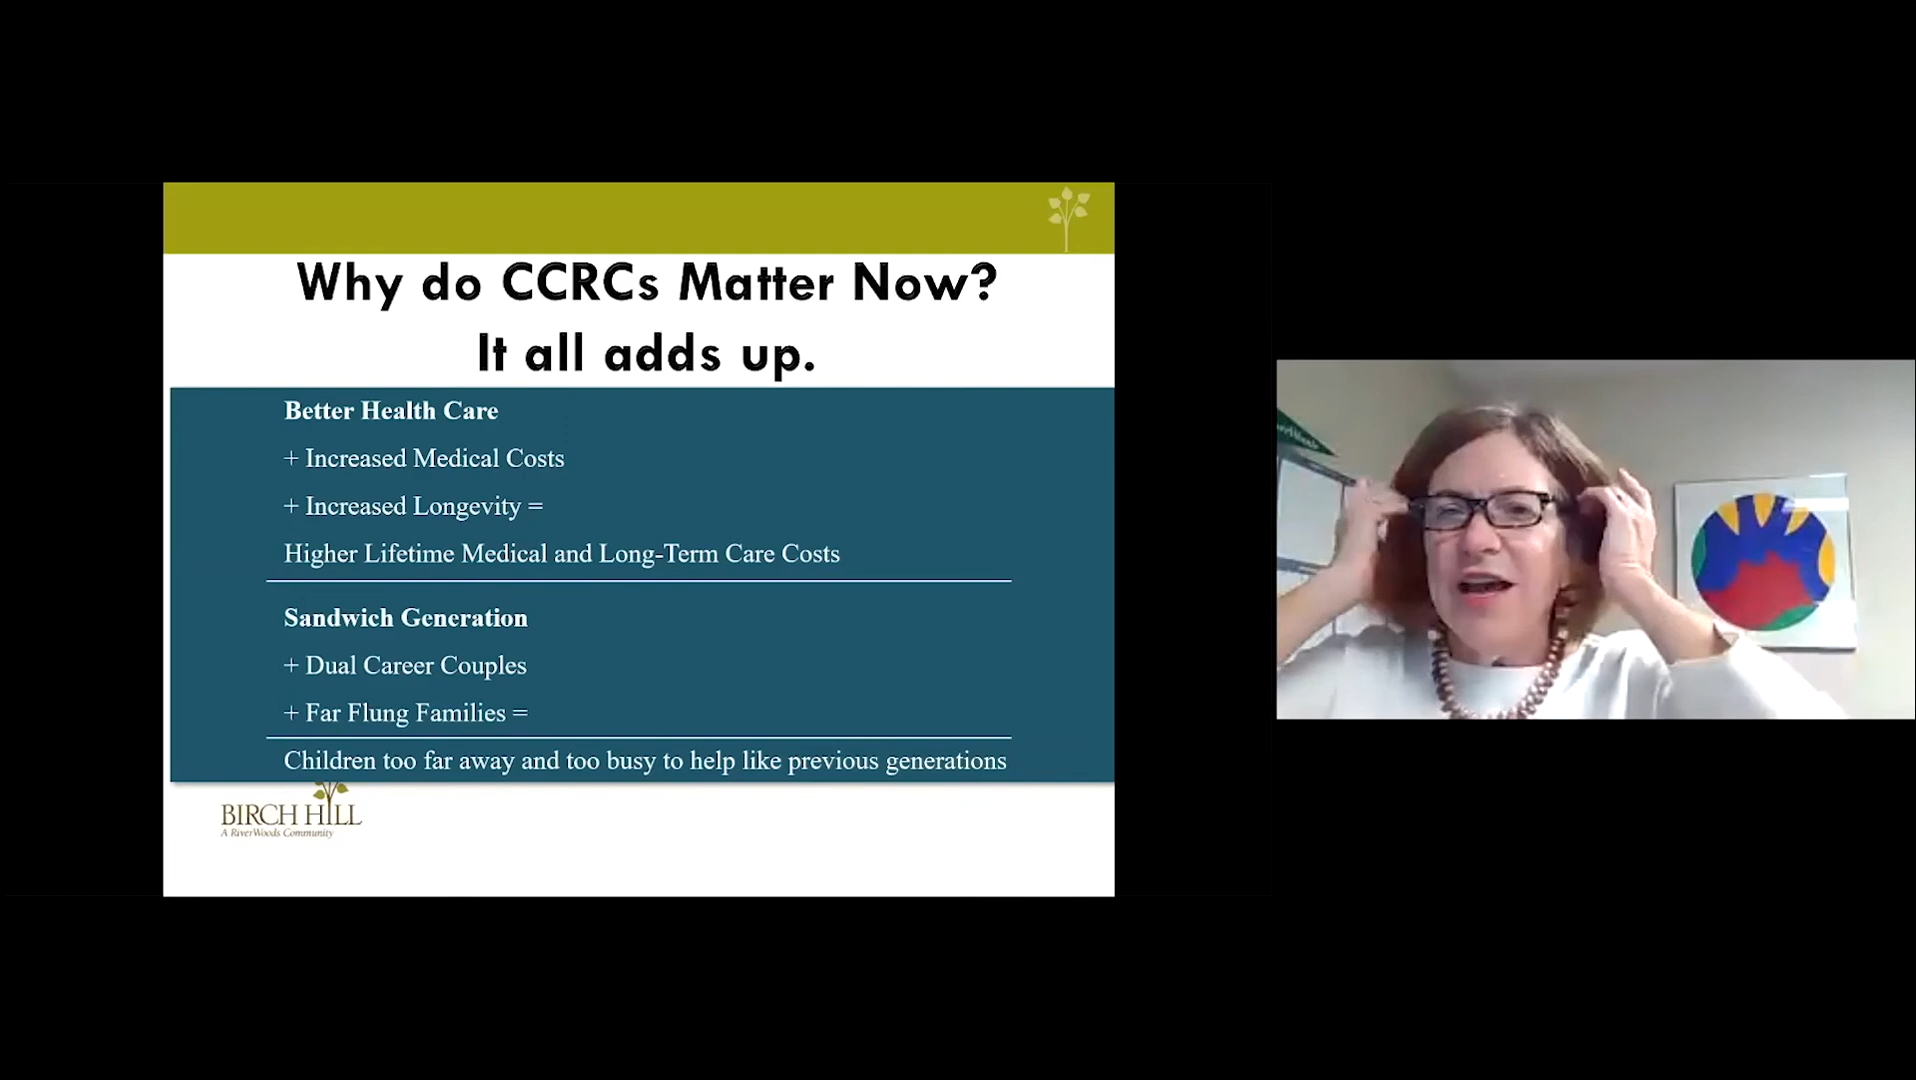 Why do CCRCs Matter Now?
It all adds up.
Better Health Care
+ Increased Medical Costs
+ Increased Longevity =
Higher Lifetime Medical and Long-Term Care Costs
Sandwich Generation
+ Dual Career Couples
+ Far Flung Families =
Children too far away and too busy to help like previous generations
BIRCH HILL
A RiverWoods Community